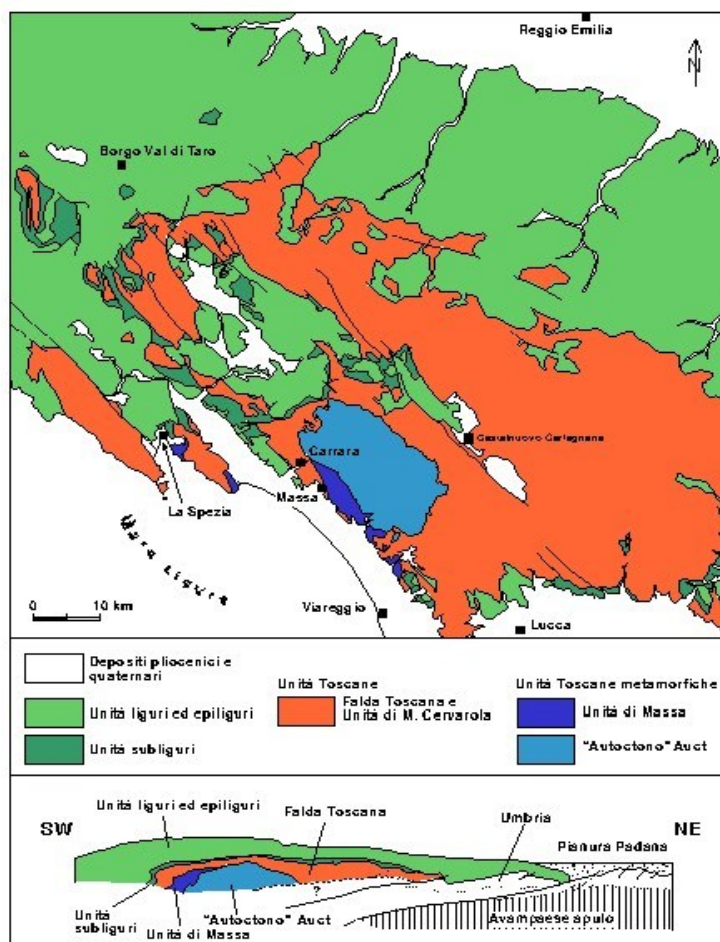 Reggio Emilia
N
Borgo Val di Taro
Castelnuovo Garfagnana
Carrara
Massa
La Spezia
Mare Ligure
0 10 km
Viareggio
Lucca
Depositi pliocenici e
quaternari
Unità liguri ed epiliguri
Unità subliguri
Unità Toscane
Falda Toscana e
Unità di M. Cervarola
Unità Toscane metamorfiche
Unità di Massa
"Autoctono" Auct
SW
NE
Unità liguri ed epiliguri
Falda Toscana
Umbria
Pianura Padana
?
Unità
subliguri
"Autoctono" Auct
Unità di Massa
Avampaese apulo